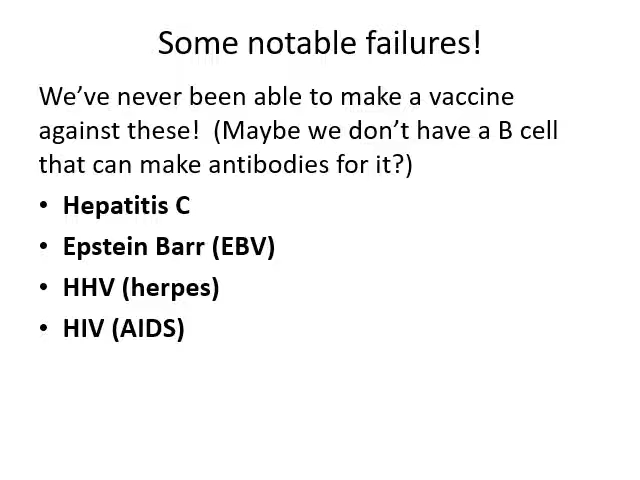 Some notable failures!
We’ve never been able to make a vaccine
against these!  (Maybe we don’t have a B cell
that can make antibodies for it?)
• Hepatitis C
• Epstein Barr (EBV)
• HHV (herpes)
• HIV (AIDS)